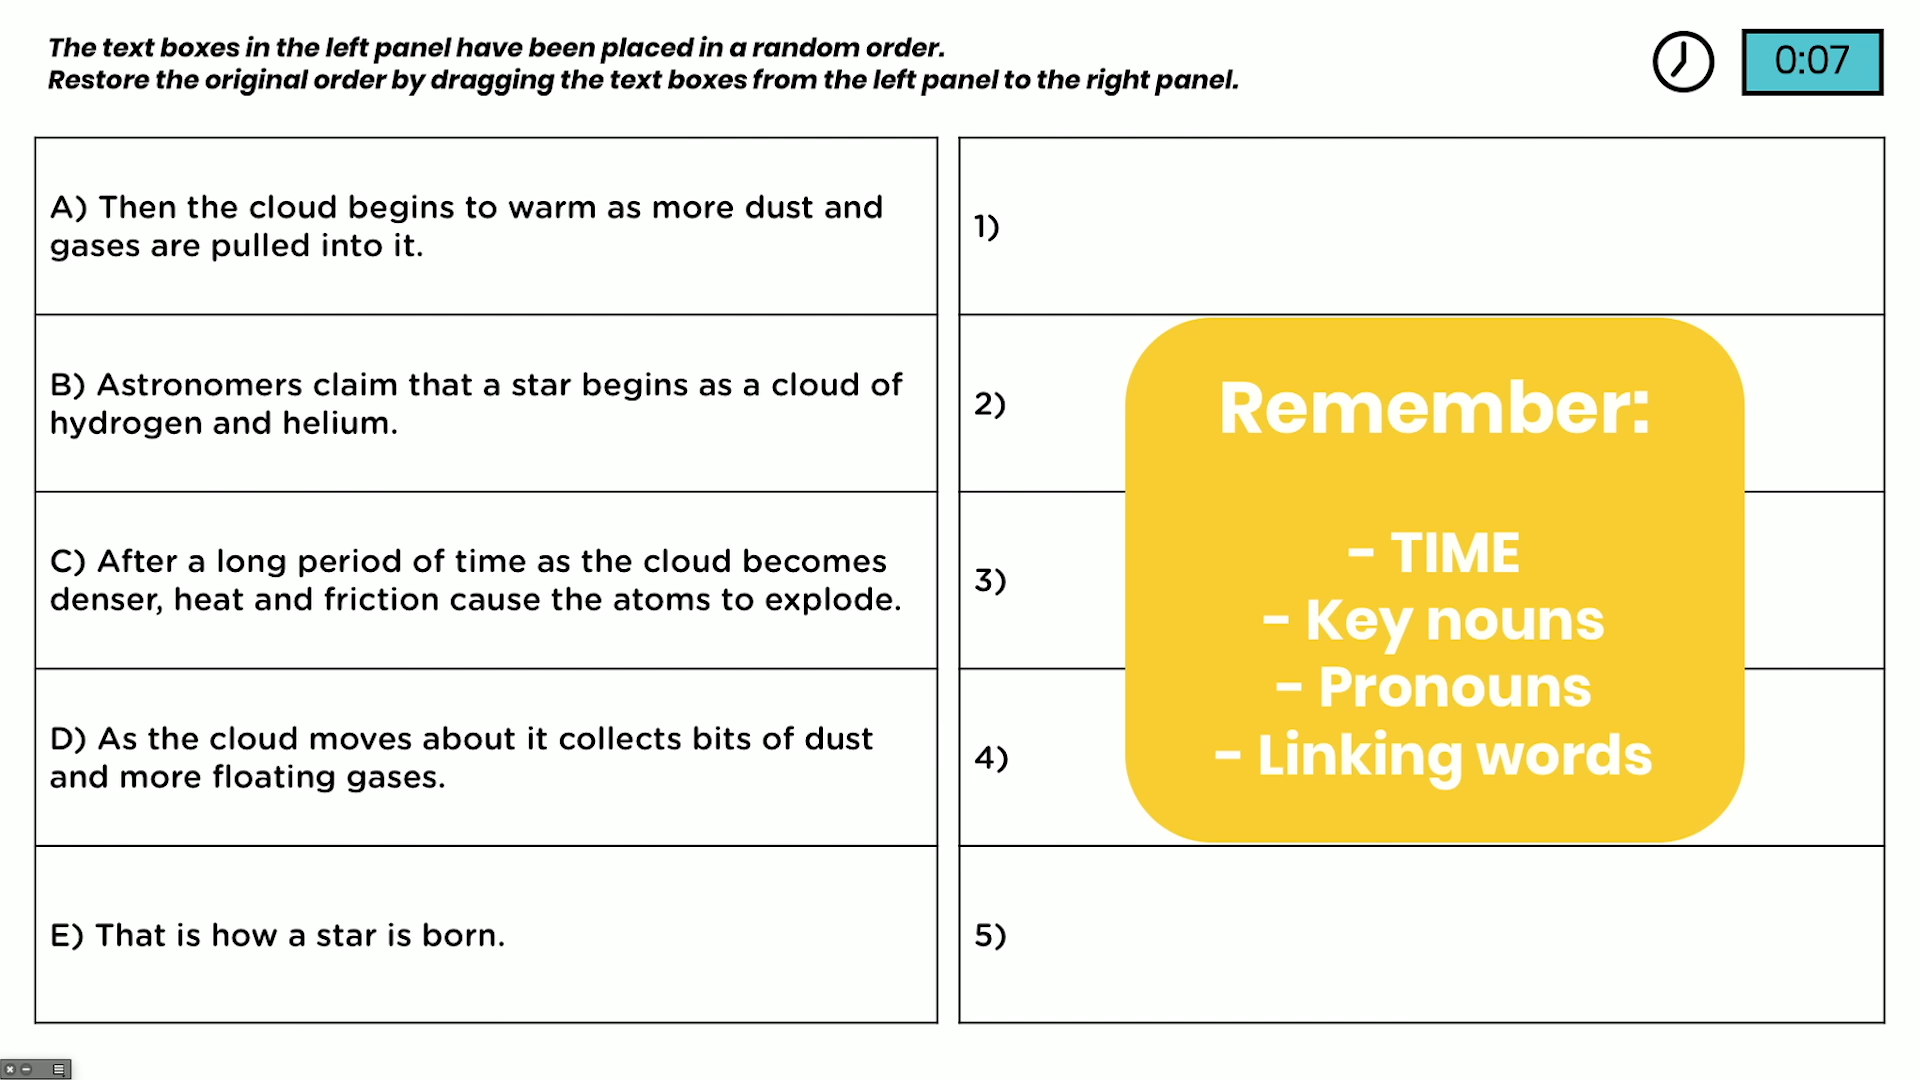 The text boxes in the left panel have been placed in a random order.
Restore the original order by dragging the text boxes from the left panel to the right panel.
0:07
A) Then the cloud begins to warm as more dust and
gases are pulled into it.
B) Astronomers claim that a star begins as a cloud of
hydrogen and helium.
C) After a long period of time as the cloud becomes
denser, heat and friction cause the atoms to explode.
D) As the cloud moves about it collects bits of dust
and more floating gases.
E) That is how a star is born.
1)
2)
3)
4)
5)
Remember:
- TIME
- Key nouns
- Pronouns
- Linking words